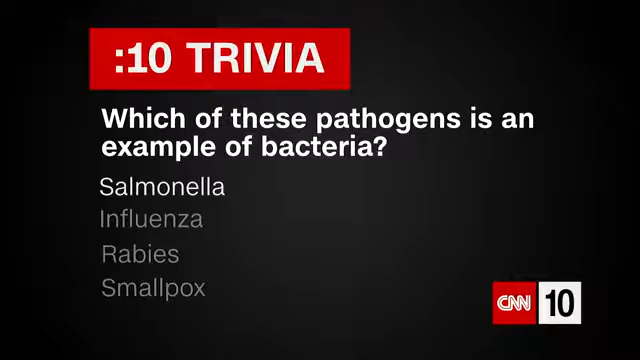 :10 TRIVIA
Which of these pathogens is an
example of bacteria?
Salmonella
Influenza
Rabies
Smallpox
CNN 10